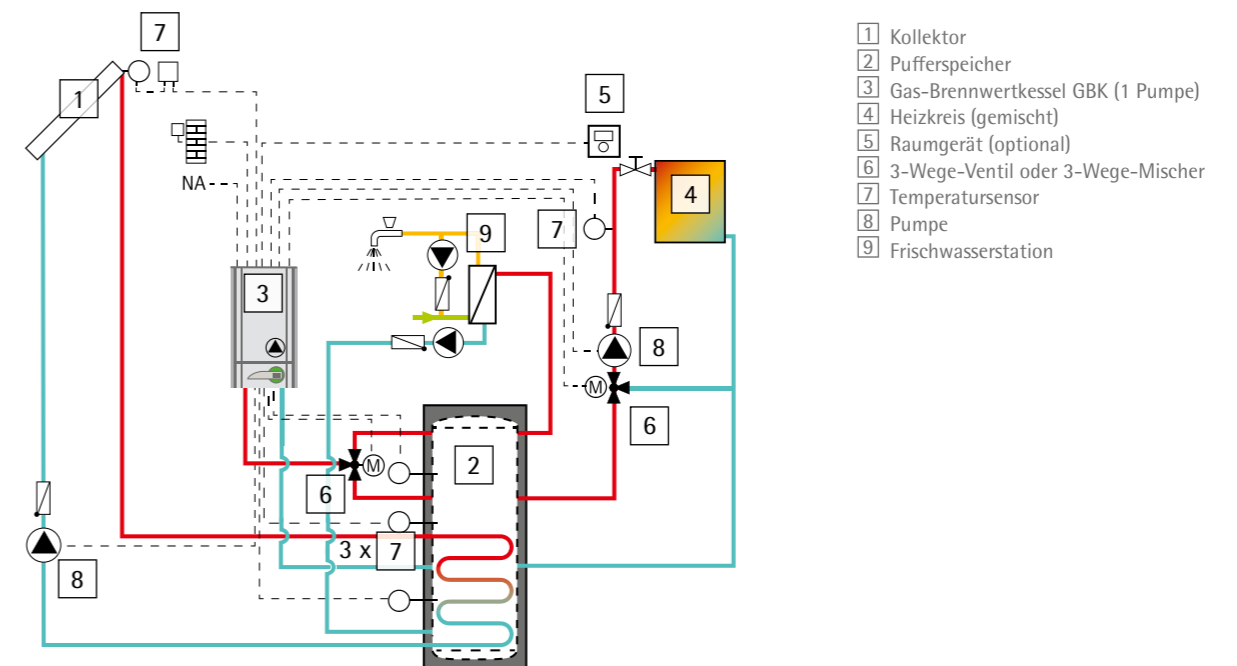 7
1
5
NA
4
7
9
3
8
6
2
6
3 x 7
8
1 Kollektor
2 Pufferspeicher
3 Gas-Brennwertkessel GBK (1 Pumpe)
4 Heizkreis (gemischt)
5 Raumgerät (optional)
6 3-Wege-Ventil oder 3-Wege-Mischer
7 Temperatursensor
8 Pumpe
9 Frischwasserstation
M
M